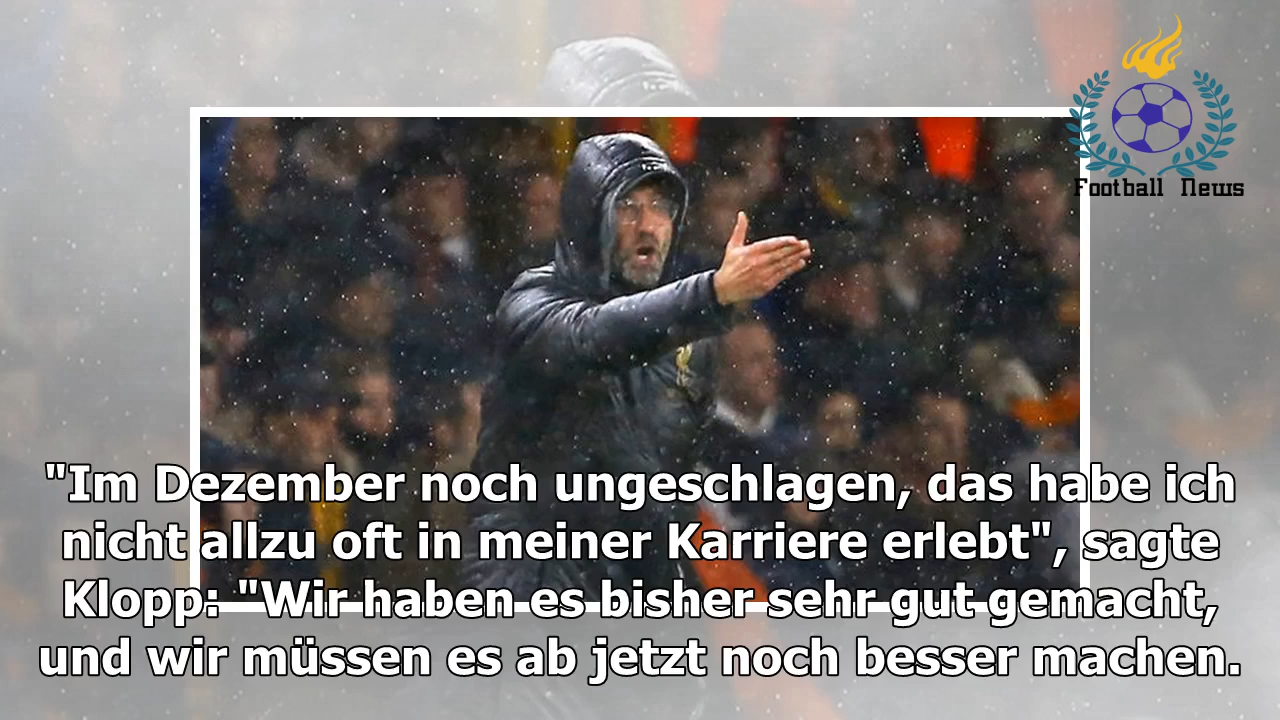 Football News
"Im Dezember noch ungeschlagen, das habe ich
nicht allzu oft in meiner Karriere erlebt", sagte
Klopp: "Wir haben es bisher sehr gut gemacht,
und wir müssen es ab jetzt noch besser machen.